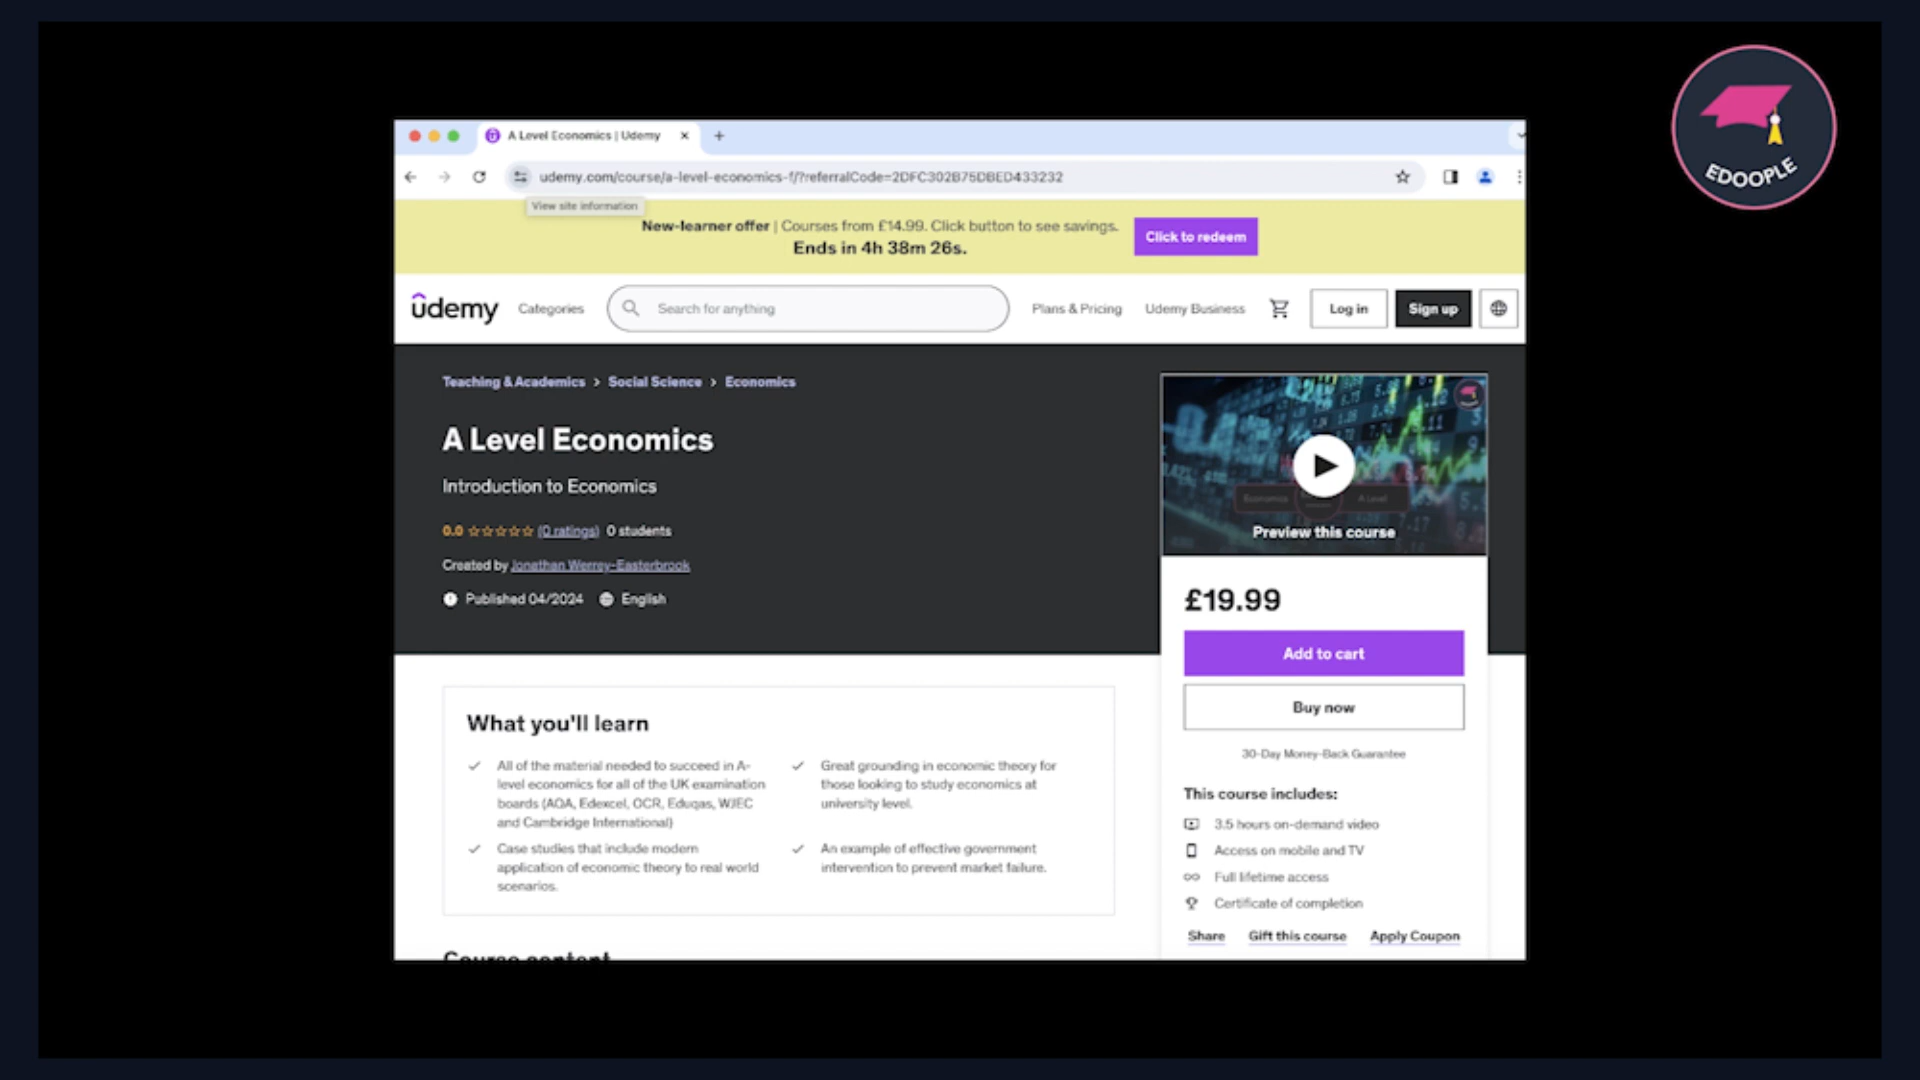 EDOOPLE
A Level Economics | Udemy
udemy.com/course/a-level-economics-f/?referralCode=2DFC302B75DBED433232
View site information
New-learner offer | Courses from £14.99. Click button to see savings.
Ends in 4h 38m 26s.
Click to redeem
udemy
Categories
Search for anything
Plans & Pricing
Udemy Business
Log in
Sign up
Teaching & Academics > Social Science > Economics
A Level Economics
Introduction to Economics
0.0 (0 ratings) 0 students
Created by Jonathan Werrey-Easterbrook
Published 04/2024 English
Economics
A Level
Preview this course
£19.99
Add to cart
Buy now
30-Day Money-Back Guarantee
This course includes:
3.5 hours on-demand video
Access on mobile and TV
Full lifetime access
Certificate of completion
Share Gift this course Apply Coupon
What you'll learn
All of the material needed to succeed in A-
level economics for all of the UK examination
boards (AQA, Edexcel, OCR, Eduqas, WJEC
and Cambridge International)
Great grounding in economic theory for
those looking to study economics at
university level.
Case studies that include modern
application of economic theory to real world
scenarios.
An example of effective government
intervention to prevent market failure.
Course content